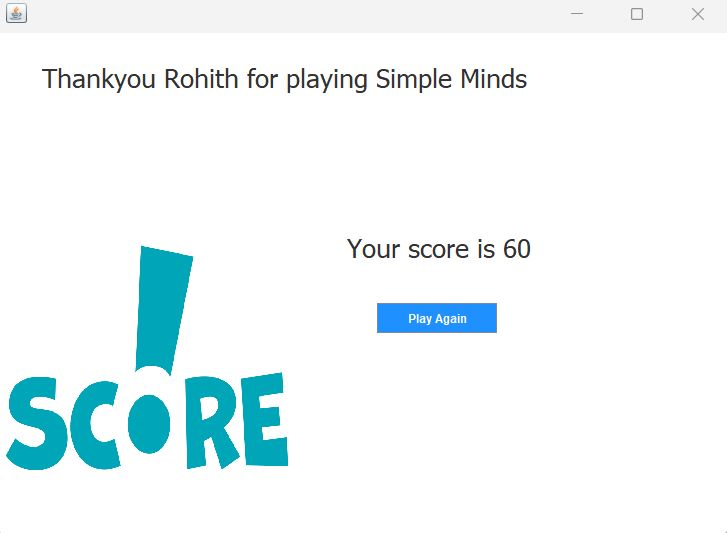 Thankyou Rohith for playing Simple Minds
Your score is 60
Play Again
SCORE